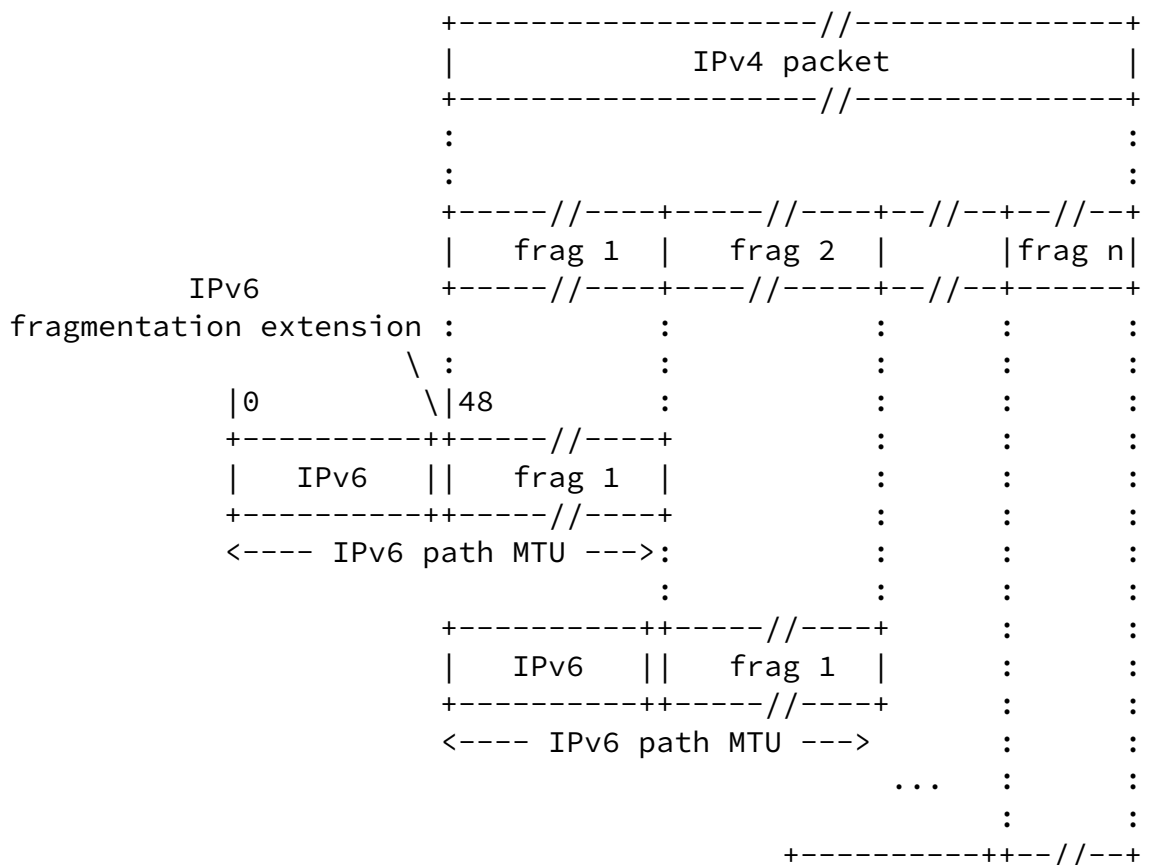 +--------------------//---------------+
|             IPv4 packet             |
+--------------------//---------------+
:                                     :
:                                     :
+-----//----+-----//----+--//--+--//--+
|   frag 1  |   frag 2  |      |frag n|
IPv6          +-----//----+----//-----+--//--+------+
fragmentation extension :           :           :      :      :
\ :           :           :      :      :
|0          \|48         :           :      :      :
+----------++-----//----+           :      :      :
|   IPv6   ||   frag 1  |           :      :      :
+----------++-----//----+           :      :      :
<---- IPv6 path MTU --->:           :      :      :
:           :      :      :
+----------++-----//----+      :      :
|   IPv6   ||   frag 1  |      :      :
+----------++-----//----+      :      :
<---- IPv6 path MTU --->       :      :
...   :      :
:      :
+----------++--//--+